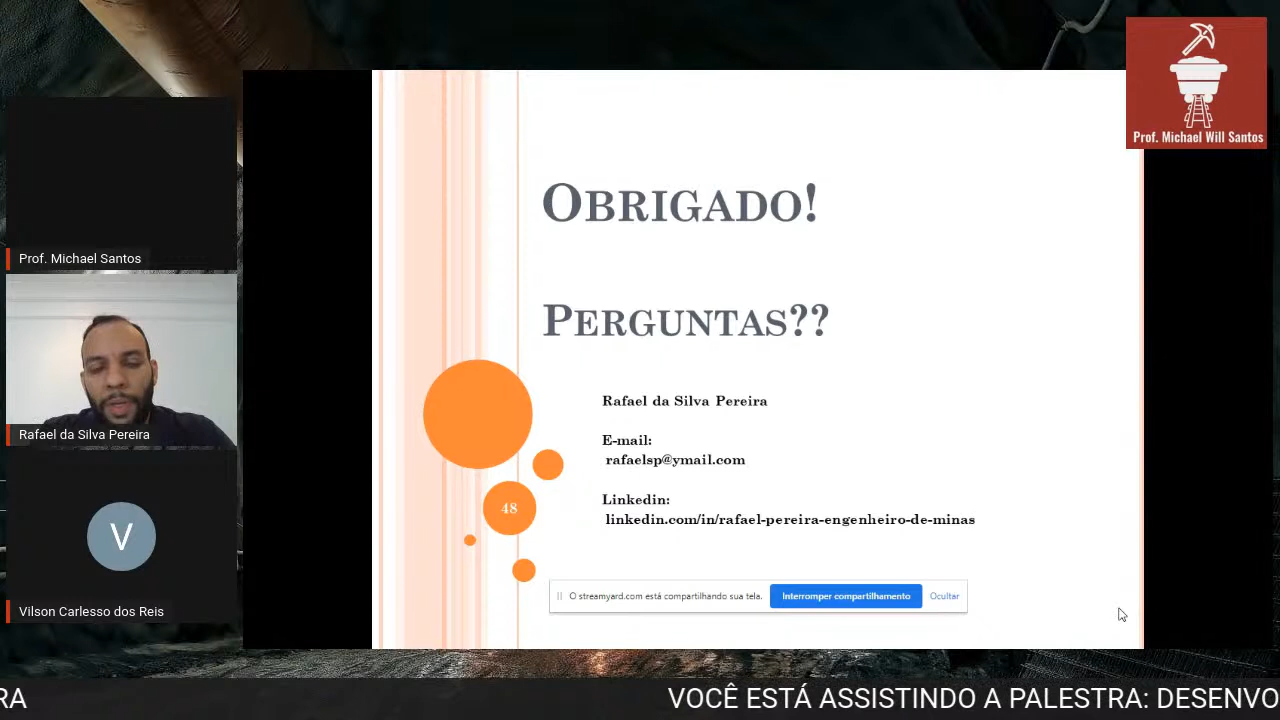 Prof. Michael Will Santos
OBRIGADO!
PERGUNTAS??
Rafael da Silva Pereira
E-mail:
rafaelsp@ymail.com
Linkedin:
linkedin.com/in/rafael-pereira-engenheiro-de-minas
48
O streamyard.com está compartilhando sua tela.
Interromper compartilhamento
Ocultar
Prof. Michael Santos
Rafael da Silva Pereira
V
Vilson Carlesso dos Reis
RA
VOCÊ ESTÁ ASSISTINDO A PALESTRA: DESENVO